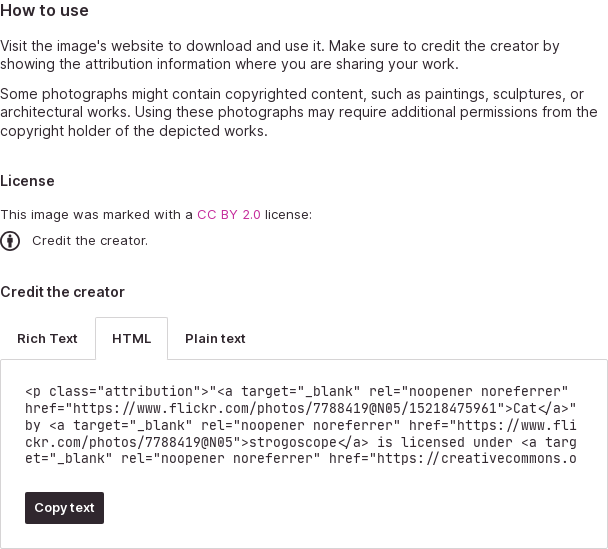 How to use
Visit the image's website to download and use it. Make sure to credit the creator by
showing the attribution information where you are sharing your work.
Some photographs might contain copyrighted content, such as paintings, sculptures, or
architectural works. Using these photographs may require additional permissions from the
copyright holder of the depicted works.
License
This image was marked with a CC BY 2.0 license:
Credit the creator.
Credit the creator
Rich Text HTML Plain text
<p class="attribution">"<a target="_blank" rel="noopener noreferrer"
href="https://www.flickr.com/photos/7788419@N05/15218475961">Cat</a>"
by <a target="_blank" rel="noopener noreferrer" href="https://www.fli
ckr.com/photos/7788419@N05">strogoscope</a> is licensed under <a targ
et="_blank" rel="noopener noreferrer" href="https://creativecommons.o
Copy text